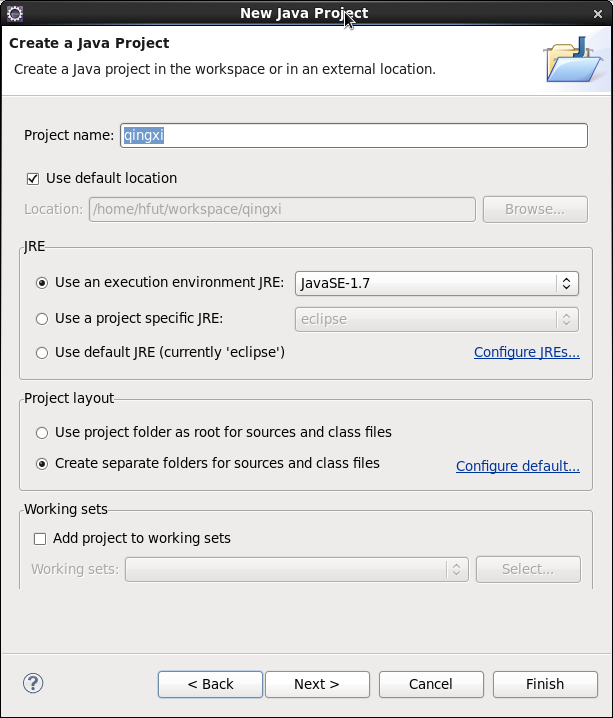 New Java Project
Create a Java Project
Create a Java project in the workspace or in an external location.
Project name: qingxi
Use default location
Location: /home/hfut/workspace/qingxi Browse...
JRE
Use an execution environment JRE: JavaSE-1.7
Use a project specific JRE: eclipse
Use default JRE (currently 'eclipse') Configure JREs...
Project layout
Use project folder as root for sources and class files
Create separate folders for sources and class files Configure default...
Working sets
Add project to working sets
Working sets: Select...
? < Back Next > Cancel Finish